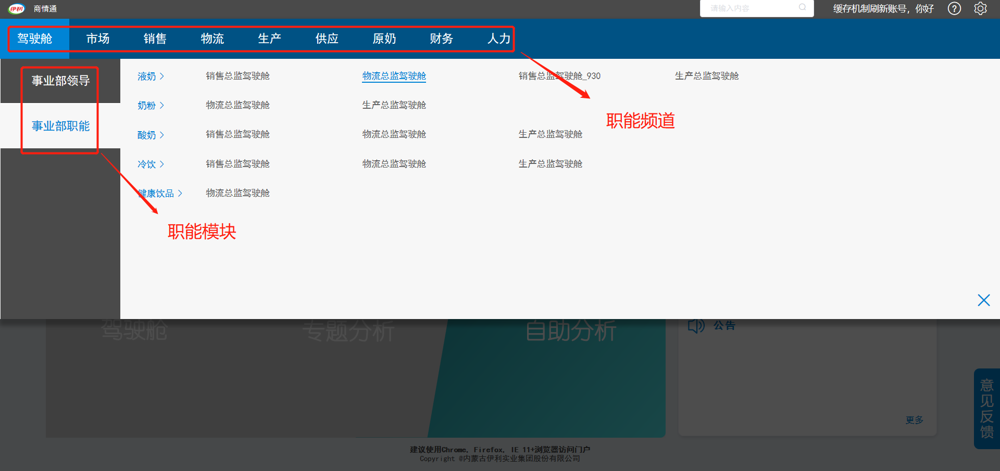 伊利 商情通 请输入内容 缓存机制刷新账号，你好
驾驶舱 市场 销售 物流 生产 供应 原奶 财务 人力
事业部领导
事业部职能
液奶 销售总监驾驶舱 物流总监驾驶舱 销售总监驾驶舱_930 生产总监驾驶舱
奶粉 物流总监驾驶舱 生产总监驾驶舱
酸奶 销售总监驾驶舱 物流总监驾驶舱 生产总监驾驶舱
冷饮 销售总监驾驶舱 物流总监驾驶舱 生产总监驾驶舱
健康饮品 物流总监驾驶舱
职能频道
职能模块
驾驶舱 专题分析 自助分析 公告
更多
意见反馈
建议使用Chrome, Firefox, IE 11+浏览器访问门户
Copyright @内蒙古伊利实业集团股份有限公司